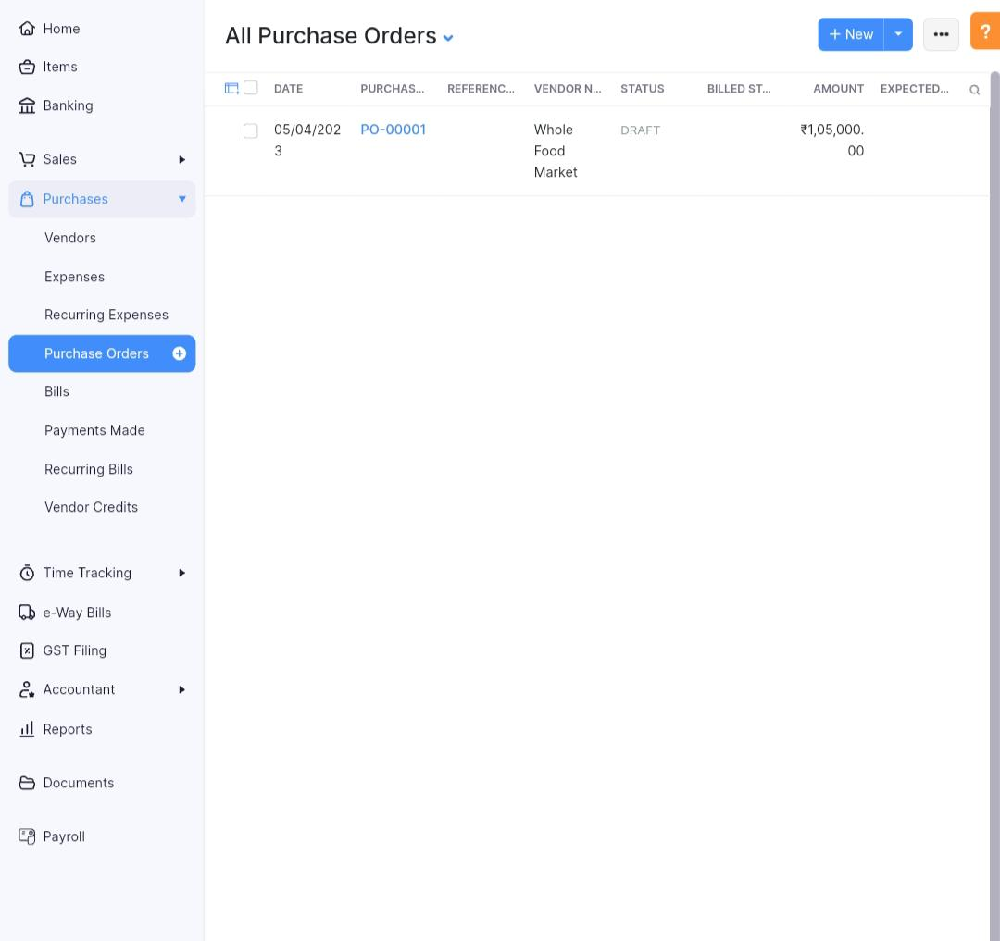 Home
Items
Banking
Sales
Purchases
Vendors
Expenses
Recurring Expenses
Purchase Orders
Bills
Payments Made
Recurring Bills
Vendor Credits
Time Tracking
e-Way Bills
GST Filing
Accountant
Reports
Documents
Payroll
All Purchase Orders
+ New
?
DATE PURCHAS... REFERENC... VENDOR N... STATUS BILLED ST... AMOUNT EXPECTED...
05/04/202 PO-00001 Whole DRAFT ₹1,05,000.
3 Food 00
Market